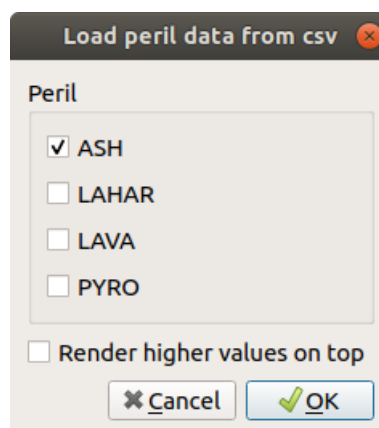 Load peril data from csv
Peril
ASH
LAHAR
LAVA
PYRO
Render higher values on top
Cancel OK